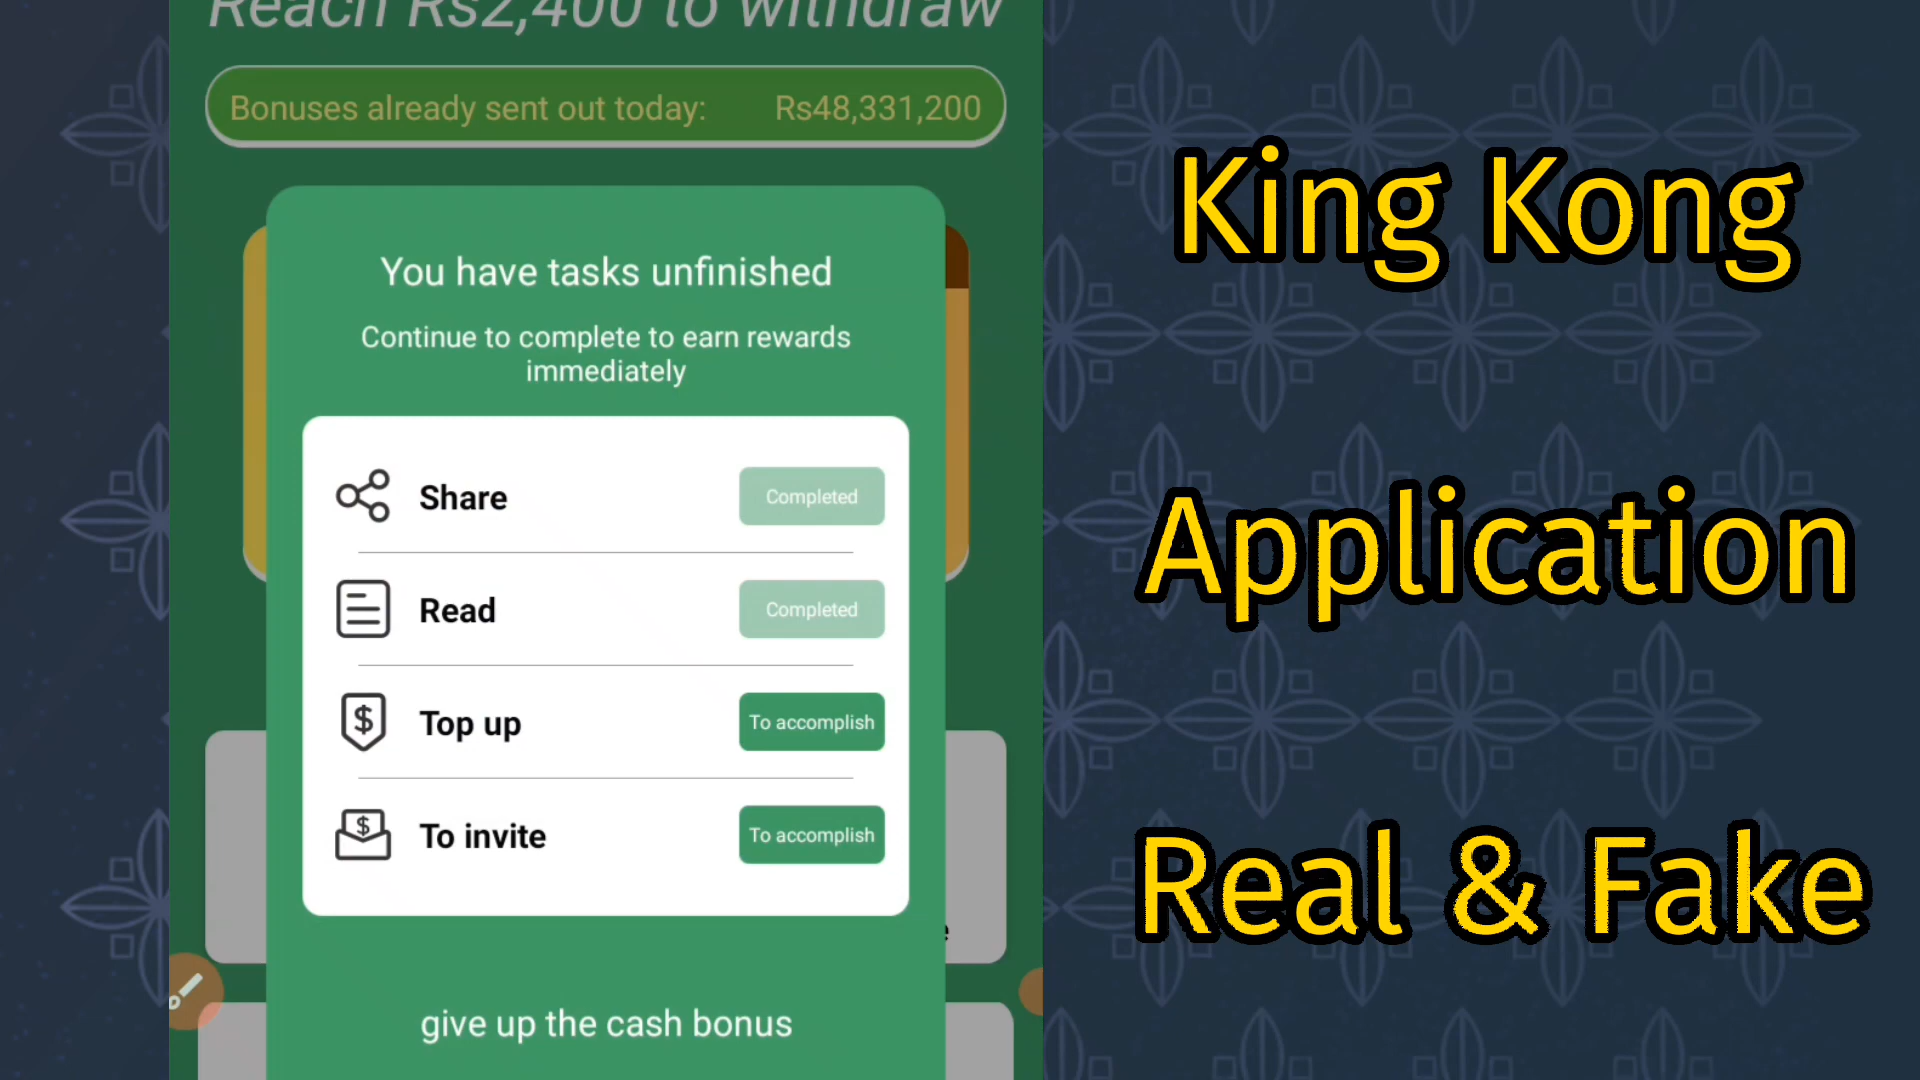 Reach Rs2,400 to withdraw
Bonuses already sent out today: Rs48,331,200
You have tasks unfinished
Continue to complete to earn rewards
immediately
Share Completed
Read Completed
Top up To accomplish
To invite To accomplish
give up the cash bonus
King Kong
Application
Real & Fake